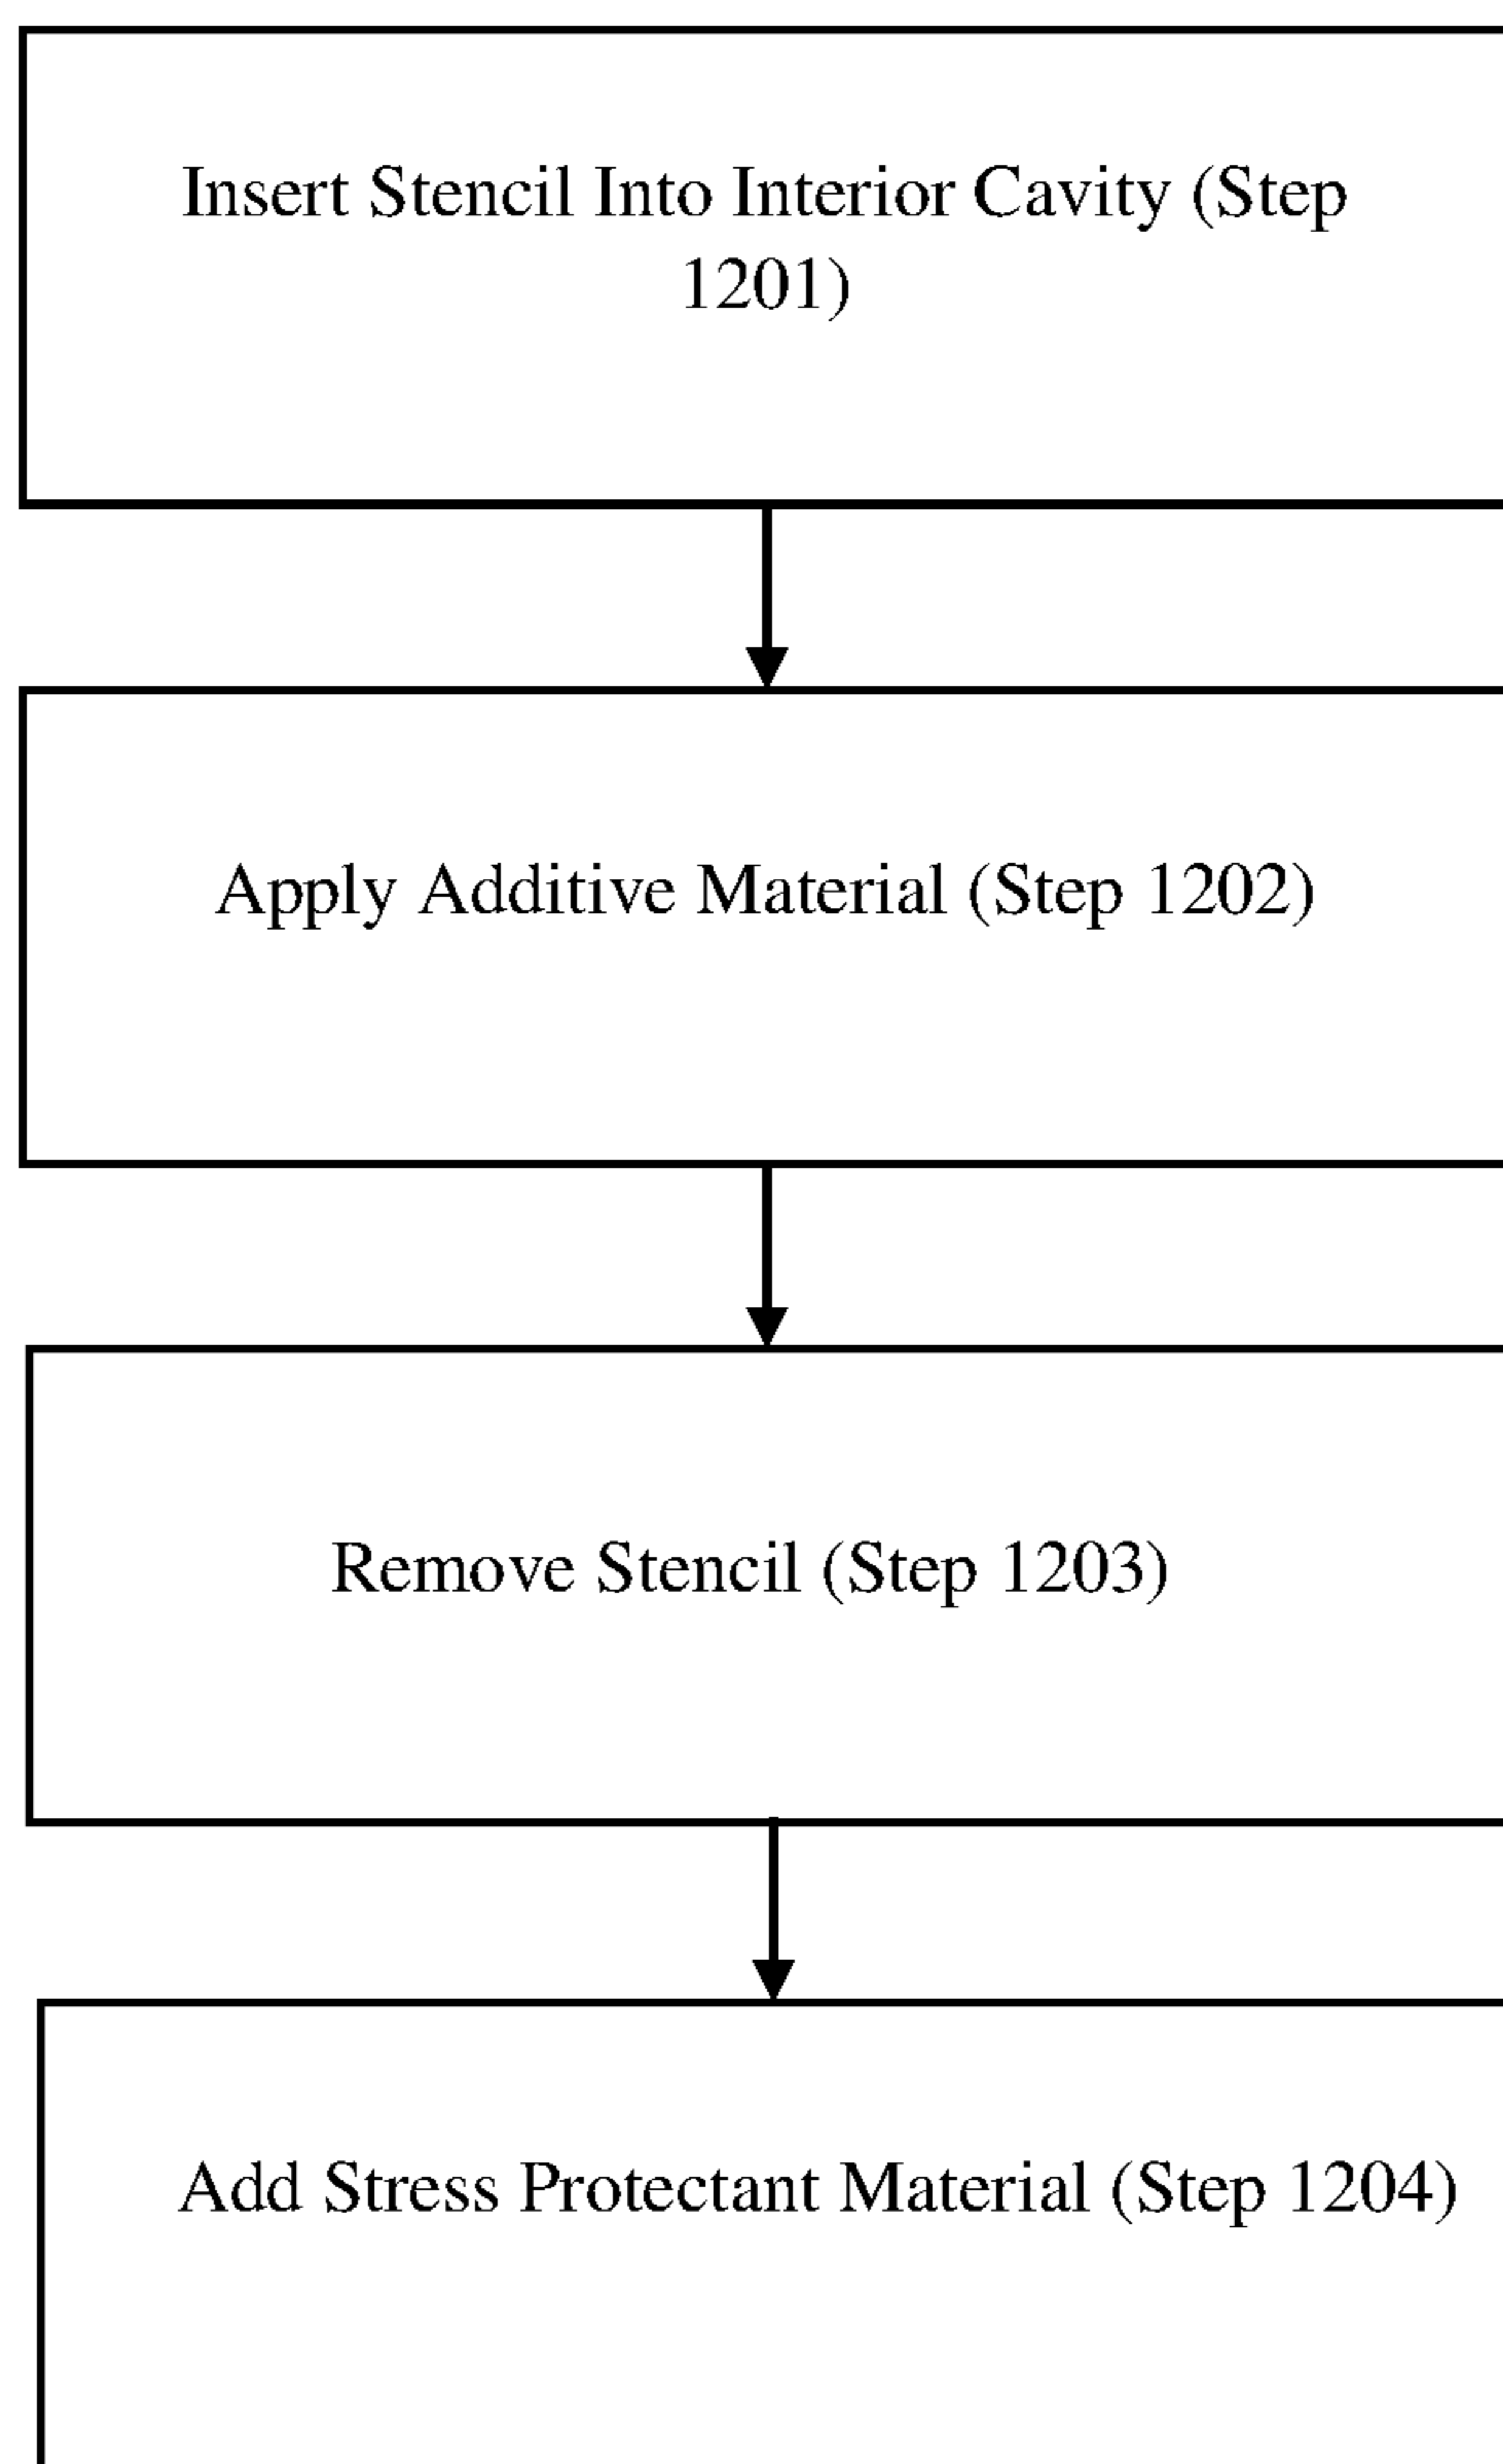 Insert Stencil Into Interior Cavity (Step
1201)
Apply Additive Material (Step 1202)
Remove Stencil (Step 1203)
Add Stress Protectant Material (Step 1204)